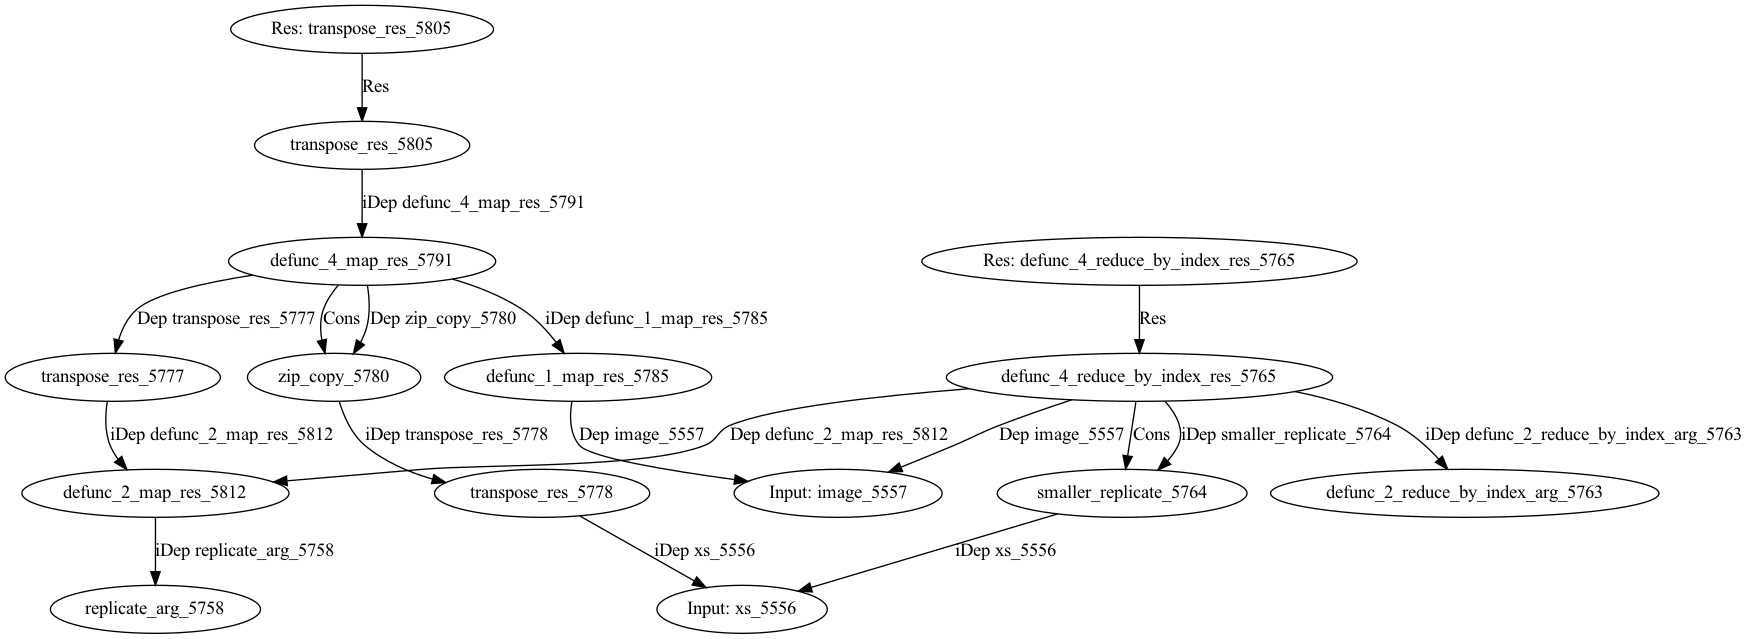 Res: transpose_res_5805
Res
transpose_res_5805
iDep defunc_4_map_res_5791
defunc_4_map_res_5791
Res: defunc_4_reduce_by_index_res_5765
Dep transpose_res_5777
Cons
Dep zip_copy_5780
iDep defunc_1_map_res_5785
Res
transpose_res_5777
zip_copy_5780
defunc_1_map_res_5785
defunc_4_reduce_by_index_res_5765
iDep defunc_2_map_res_5812
iDep transpose_res_5778
Dep image_5557
Dep defunc_2_map_res_5812
Dep image_5557
Cons
iDep smaller_replicate_5764
iDep defunc_2_reduce_by_index_arg_5763
defunc_2_map_res_5812
transpose_res_5778
Input: image_5557
smaller_replicate_5764
defunc_2_reduce_by_index_arg_5763
iDep replicate_arg_5758
iDep xs_5556
iDep xs_5556
replicate_arg_5758
Input: xs_5556